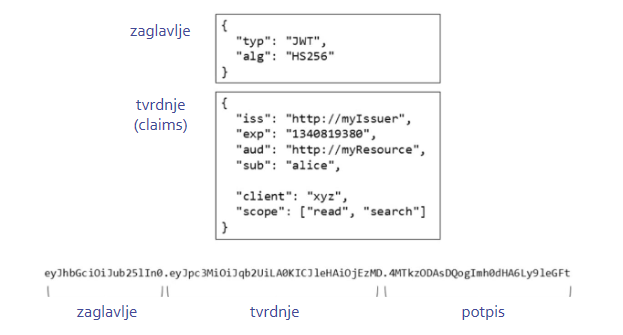 zaglavlje
{
"typ": "JWT",
"alg": "HS256"
}
tvrdnje
(claims)
{
"iss": "http://myIssuer",
"exp": "1340819380",
"aud": "http://myResource",
"sub": "alice",
"client": "xyz",
"scope": ["read", "search"]
}
eyJhbGciOiJub25lIn0.eyJpc3MiOiJqb2UiLA0KICJleHAiOjEzMD.4MTkzODAsDQogImh0dHA6Ly9leGFt
zaglavlje tvrdnje potpis